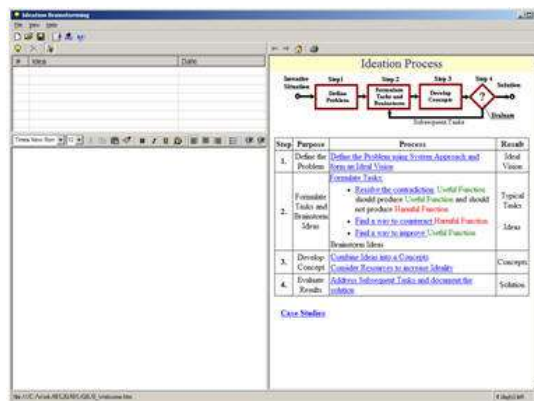 Ideation Brainstorming
File View Help
# Idea Date
Times New Rom 12
Ideation Process
Inventive Situation
Step 1
Define Problem
Step 2
Formulate Tasks and Brainstorm
Step 3
Develop Concepts
Step 4
?
Solution
Evaluate
Subsequent Tasks
Step Purpose Process Result
1. Define the Problem Define the Problem using System Approach and form an Ideal Vision Ideal Vision
2. Formulate Tasks and Brainstorm Ideas Formulate Tasks:
• Resolve the contradiction Useful Function
should produce Useful Function and should
not produce Harmful Function
• Find a way to counteract Harmful Function
• Find a way to improve Useful Function
Brainstorm Ideas
Typical Tasks
Ideas
3. Develop Concept Combine Ideas into a Concepts
Consider Resources to increase Ideality
Concepts
4. Evaluate Results Address Subsequent Tasks and document the solution Solution
Case Studies